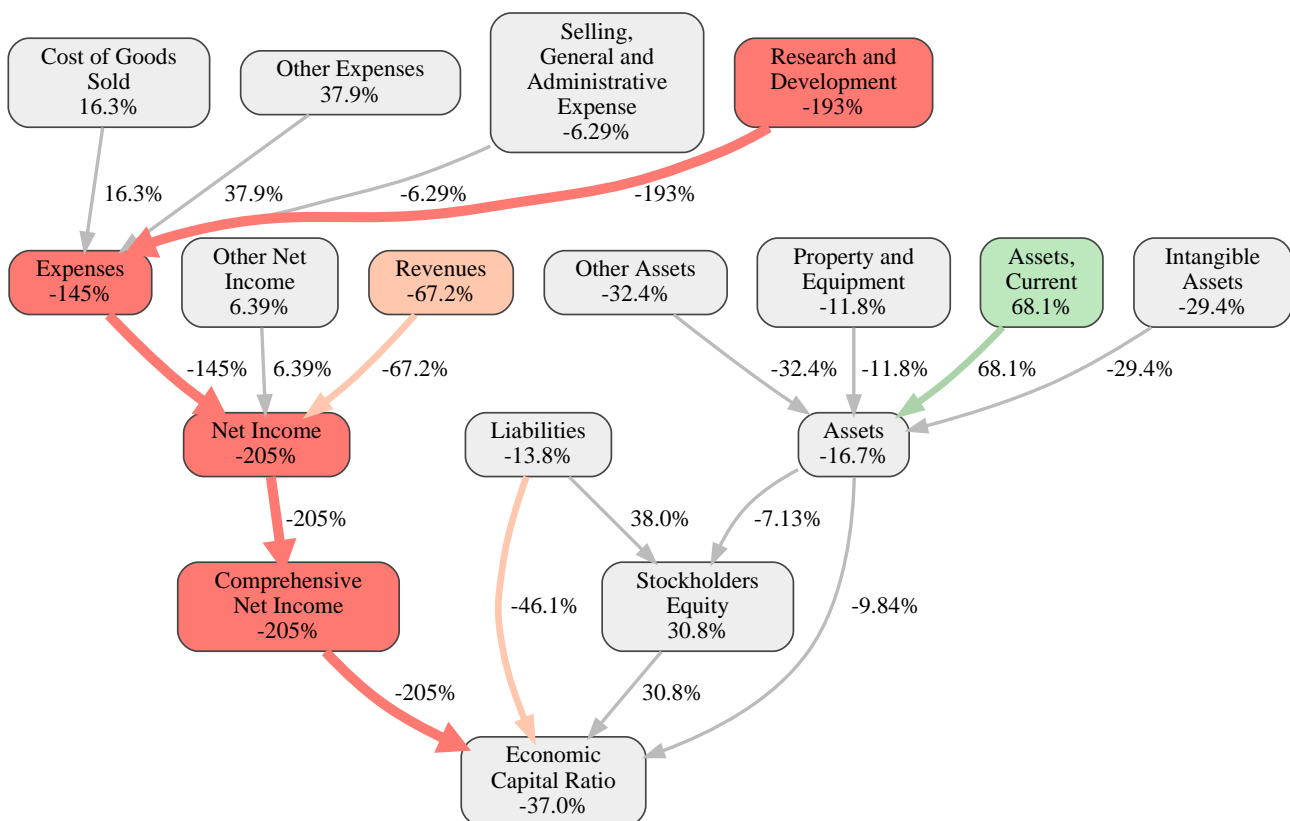 Cost of Goods
Sold
16.3%
Other Expenses
37.9%
Selling,
General and
Administrative
Expense
-6.29%
Research and
Development
-193%
16.3%
37.9%
-6.29%
-193%
Expenses
-145%
Other Net
Income
6.39%
Revenues
-67.2%
Other Assets
-32.4%
Property and
Equipment
-11.8%
Assets,
Current
68.1%
Intangible
Assets
-29.4%
-145%
6.39%
-67.2%
-32.4%
-11.8%
68.1%
-29.4%
Net Income
-205%
Liabilities
-13.8%
Assets
-16.7%
-205%
38.0%
-7.13%
Comprehensive
Net Income
-205%
-46.1%
Stockholders
Equity
30.8%
-9.84%
-205%
30.8%
Economic
Capital Ratio
-37.0%